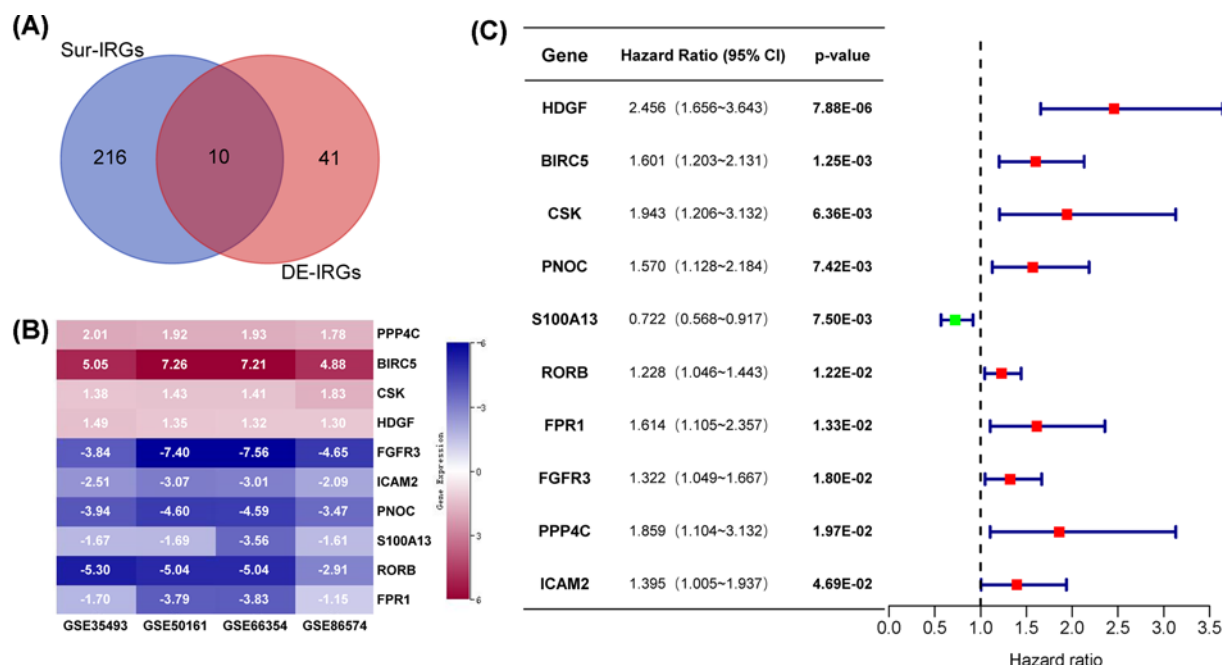 (A)
Sur-IRGs
216
10
41
DE-IRGs
(B)
2.01 1.92 1.93 1.78 PPP4C
5.05 7.26 7.21 4.88 BIRC5
1.38 1.43 1.41 1.83 CSK
1.49 1.35 1.32 1.30 HDGF
-3.84 -7.40 -7.56 -4.65 FGFR3
-2.51 -3.07 -3.01 -2.09 ICAM2
-3.94 -4.60 -4.59 -3.47 PNOC
-1.67 -1.69 -3.56 -1.61 S100A13
-5.30 -5.04 -5.04 -2.91 RORB
-1.70 -3.79 -3.83 -1.15 FPR1
GSE35493 GSE50161 GSE66354 GSE86574
Gene Expression
-6
-3
0
3
6
(C)
Gene Hazard Ratio (95% CI) p-value
HDGF 2.456 (1.656~3.643) 7.88E-06
BIRC5 1.601 (1.203~2.131) 1.25E-03
CSK 1.943 (1.206~3.132) 6.36E-03
PNOC 1.570 (1.128~2.184) 7.42E-03
S100A13 0.722 (0.568~0.917) 7.50E-03
RORB 1.228 (1.046~1.443) 1.22E-02
FPR1 1.614 (1.105~2.357) 1.33E-02
FGFR3 1.322 (1.049~1.667) 1.80E-02
PPP4C 1.859 (1.104~3.132) 1.97E-02
ICAM2 1.395 (1.005~1.937) 4.69E-02
0.0 0.5 1.0 1.5 2.0 2.5 3.0 3.5
Hazard ratio